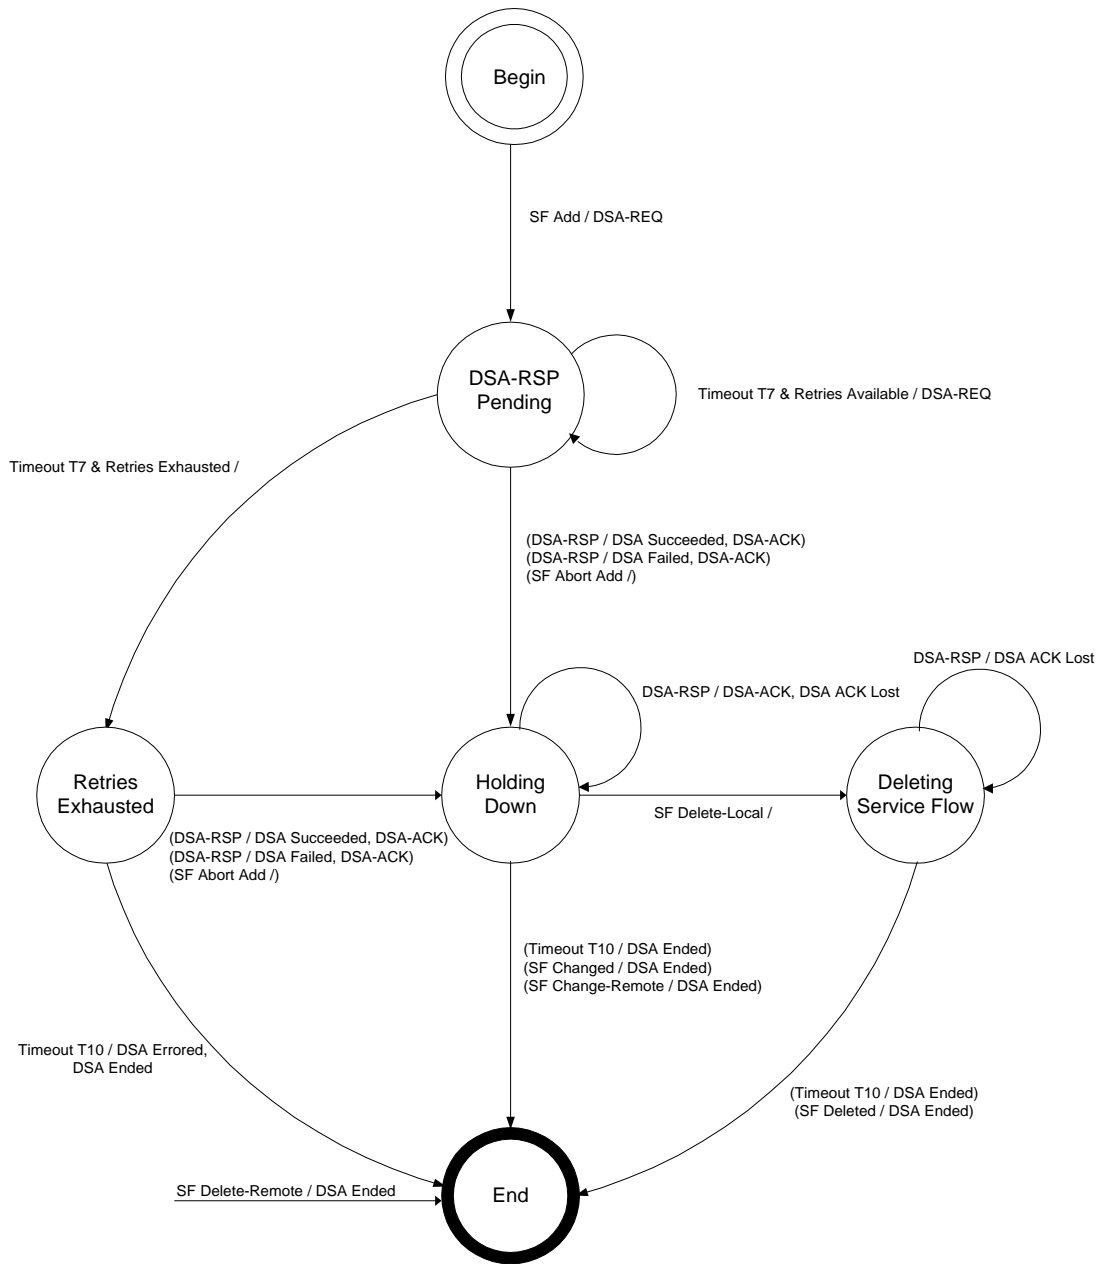 Begin
SF Add / DSA-REQ
DSA-RSP
Pending
Timeout T7 & Retries Available / DSA-REQ
Timeout T7 & Retries Exhausted /
(DSA-RSP / DSA Succeeded, DSA-ACK)
(DSA-RSP / DSA Failed, DSA-ACK)
(SF Abort Add /)
DSA-RSP / DSA ACK Lost
DSA-RSP / DSA-ACK, DSA ACK Lost
Retries
Exhausted
Holding
Down
Deleting
Service Flow
SF Delete-Local /
(DSA-RSP / DSA Succeeded, DSA-ACK)
(DSA-RSP / DSA Failed, DSA-ACK)
(SF Abort Add /)
(Timeout T10 / DSA Ended)
(SF Changed / DSA Ended)
(SF Change-Remote / DSA Ended)
Timeout T10 / DSA Errored,
DSA Ended
(Timeout T10 / DSA Ended)
(SF Deleted / DSA Ended)
SF Delete-Remote / DSA Ended
End